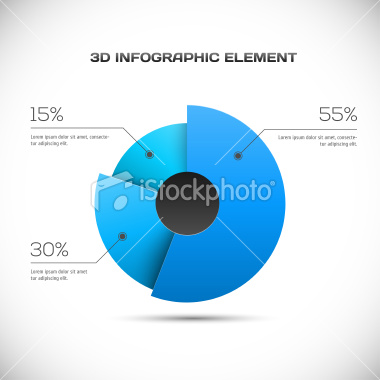 3D INFOGRAPHIC ELEMENT
15%
Lorem ipsum dolor sit amet, consecte-
tur adipiscing elit.
55%
Lorem ipsum dolor sit amet, consecte-
tur adipiscing elit.
iStockphoto
30%
Lorem ipsum dolor sit amet, consecte-
tur adipiscing elit.